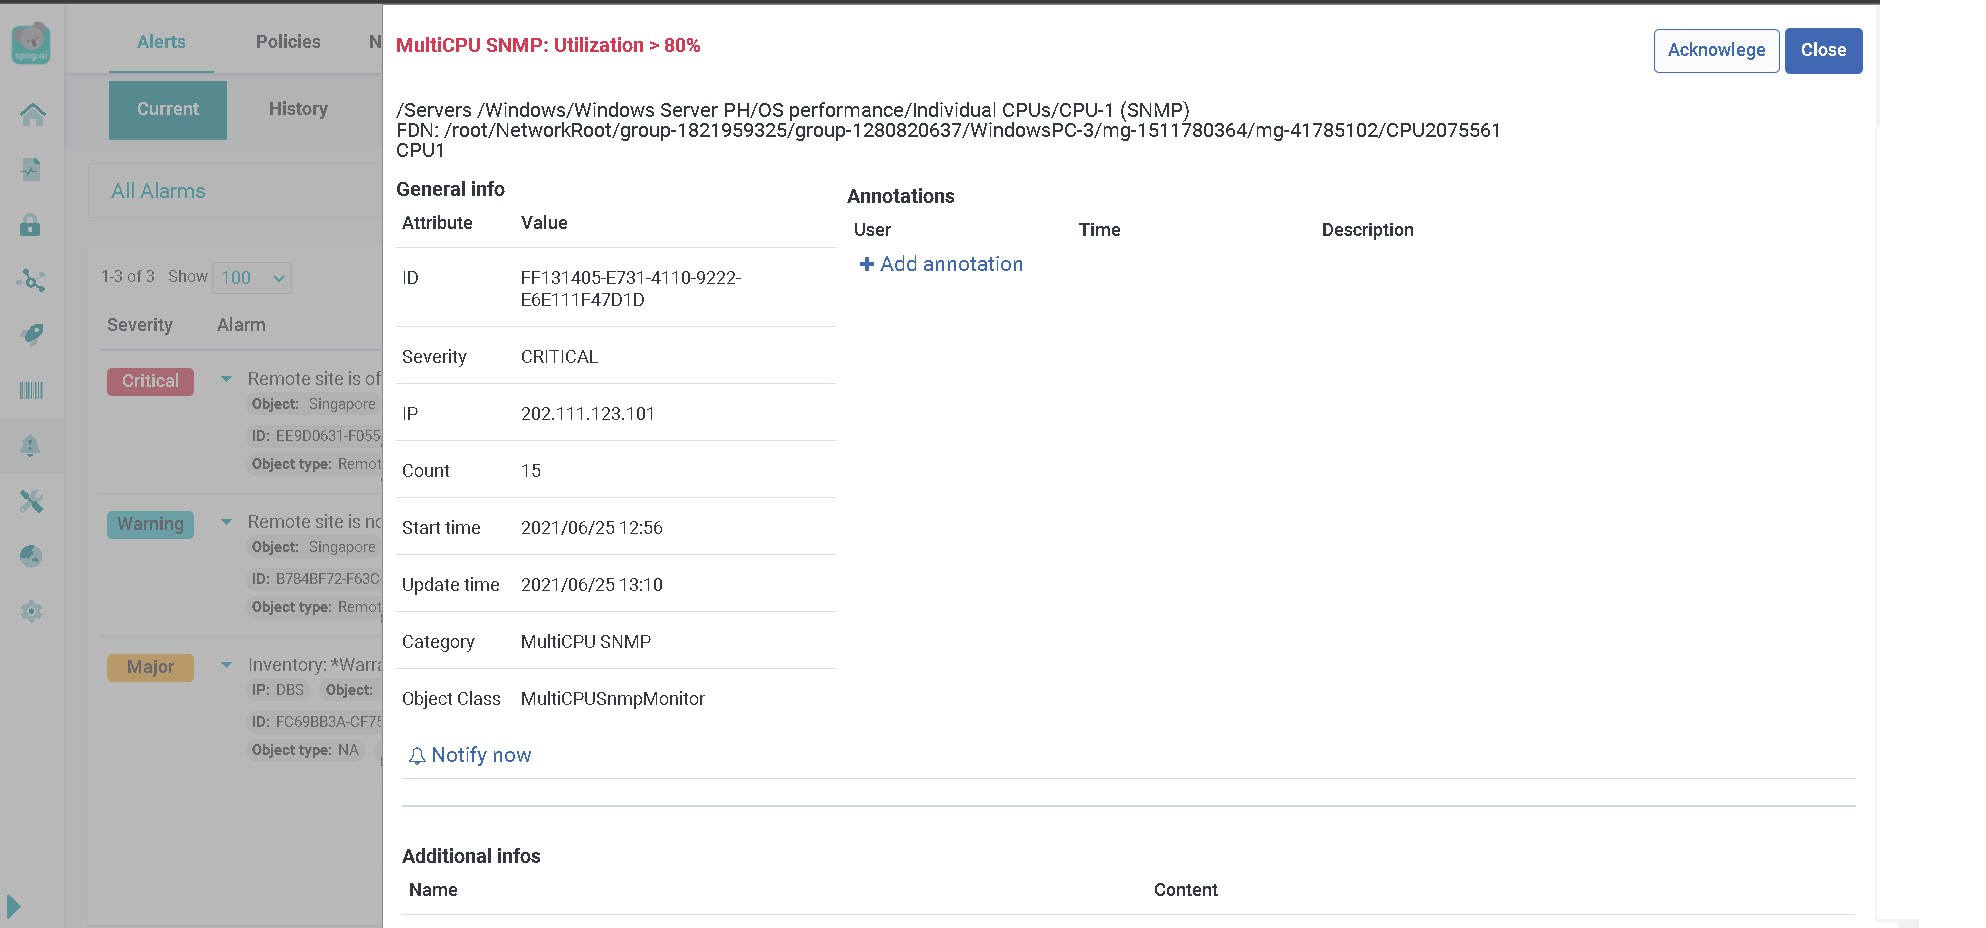 spog.ai
Alerts
Policies
N
Current
History
All Alarms
1-3 of 3 Show 100
Severity Alarm
Critical
Remote site is of
Object: Singapore
ID: EE9D0631-F055
Object type: Remot
Warning
Remote site is no
Object: Singapore
ID: B784BF72-F63C
Object type: Remot
Major
Inventory: *Warra
IP: DBS Object:
ID: FC69BB3A-CF75
Object type: NA
MultiCPU SNMP: Utilization > 80%
Acknowlege
Close
/Servers /Windows/Windows Server PH/OS performance/Individual CPUs/CPU-1 (SNMP)
FDN: /root/NetworkRoot/group-1821959325/group-1280820637/WindowsPC-3/mg-1511780364/mg-41785102/CPU2075561
CPU1
General info
Attribute Value
ID FF131405-E731-4110-9222-
E6E111F47D1D
Severity CRITICAL
IP 202.111.123.101
Count 15
Start time 2021/06/25 12:56
Update time 2021/06/25 13:10
Category MultiCPU SNMP
Object Class MultiCPUSnmpMonitor
Notify now
Annotations
User Time Description
+ Add annotation
Additional infos
Name Content